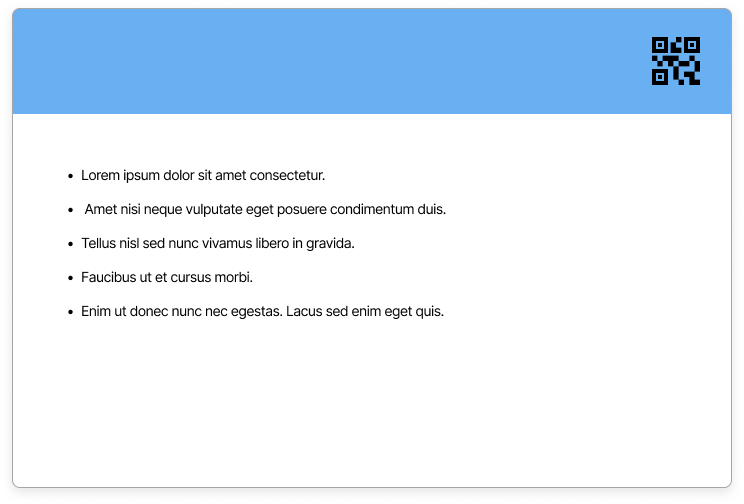 • Lorem ipsum dolor sit amet consectetur.
• Amet nisi neque vulputate eget posuere condimentum duis.
• Tellus nisl sed nunc vivamus libero in gravida.
• Faucibus ut et cursus morbi.
• Enim ut donec nunc nec egestas. Lacus sed enim eget quis.